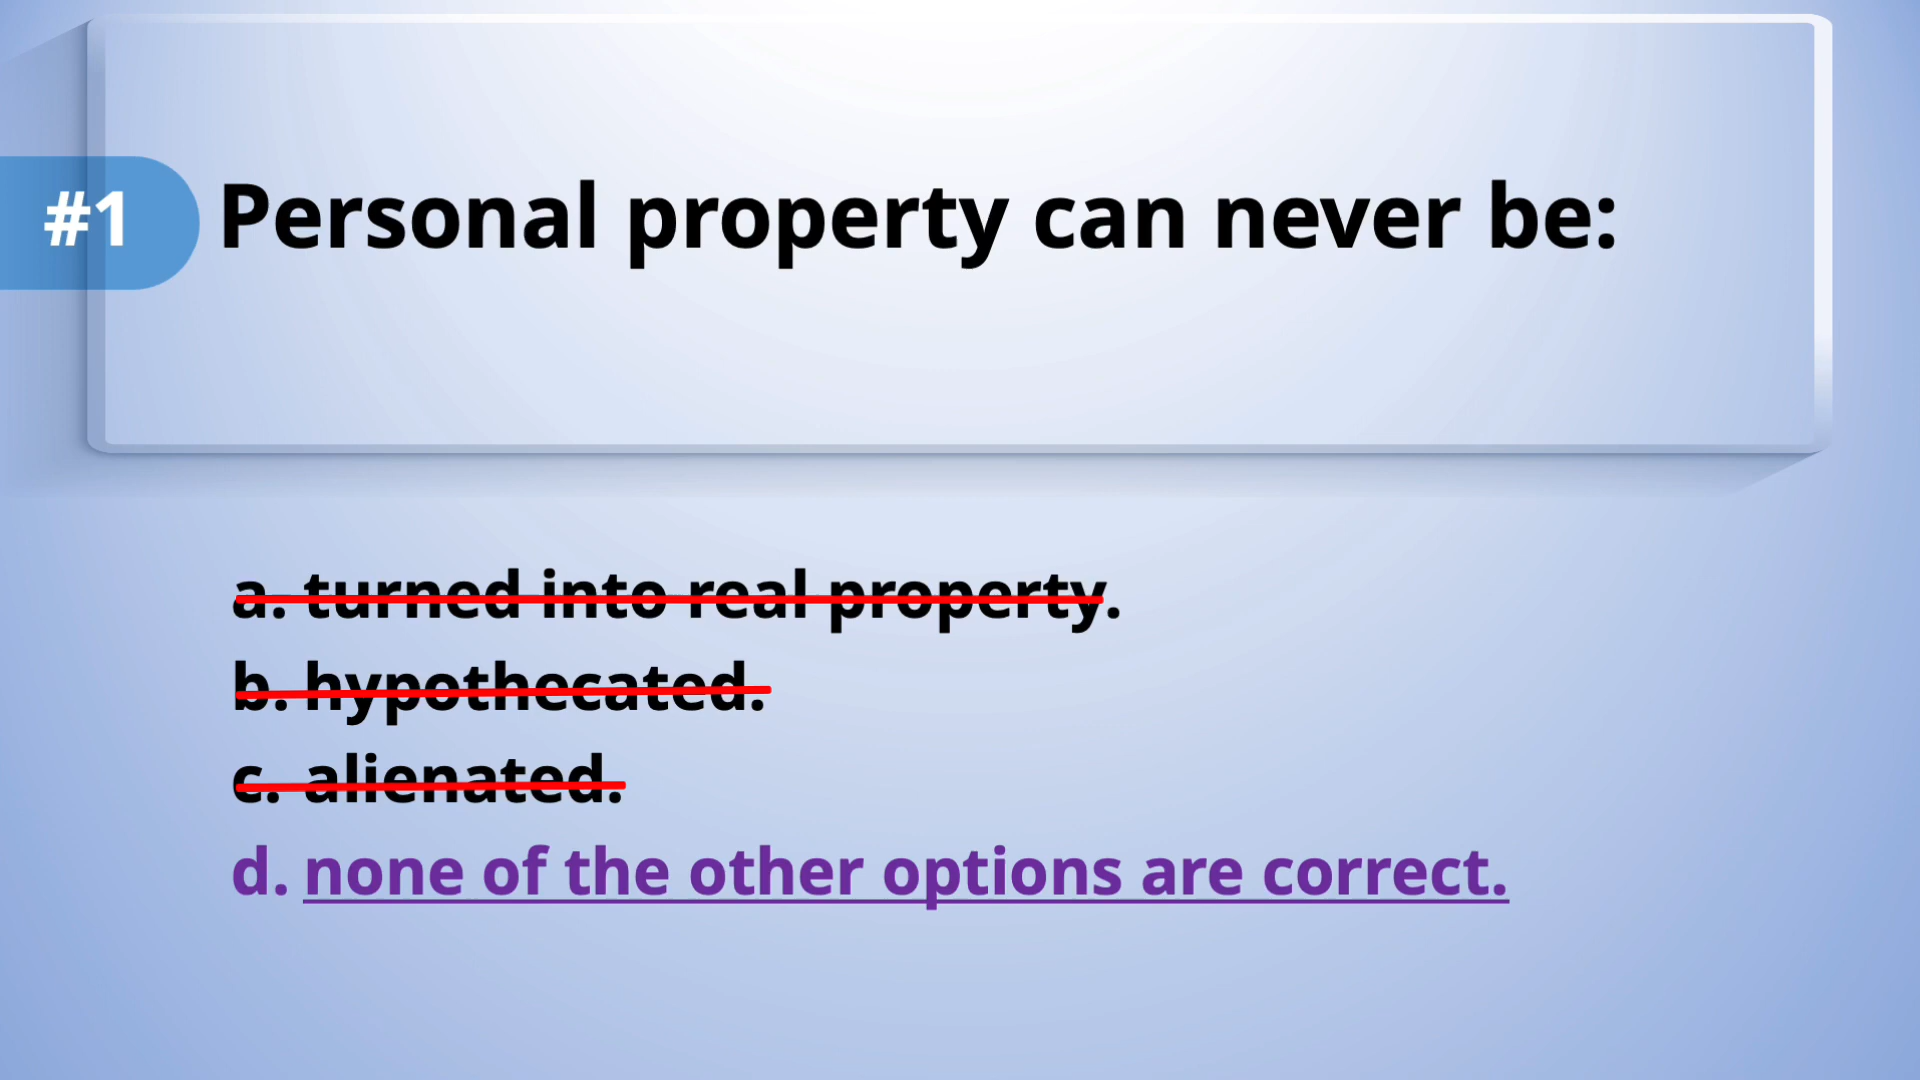 #1 Personal property can never be:
a. turned into real property.
b. hypothecated.
c. alienated.
d. none of the other options are correct.